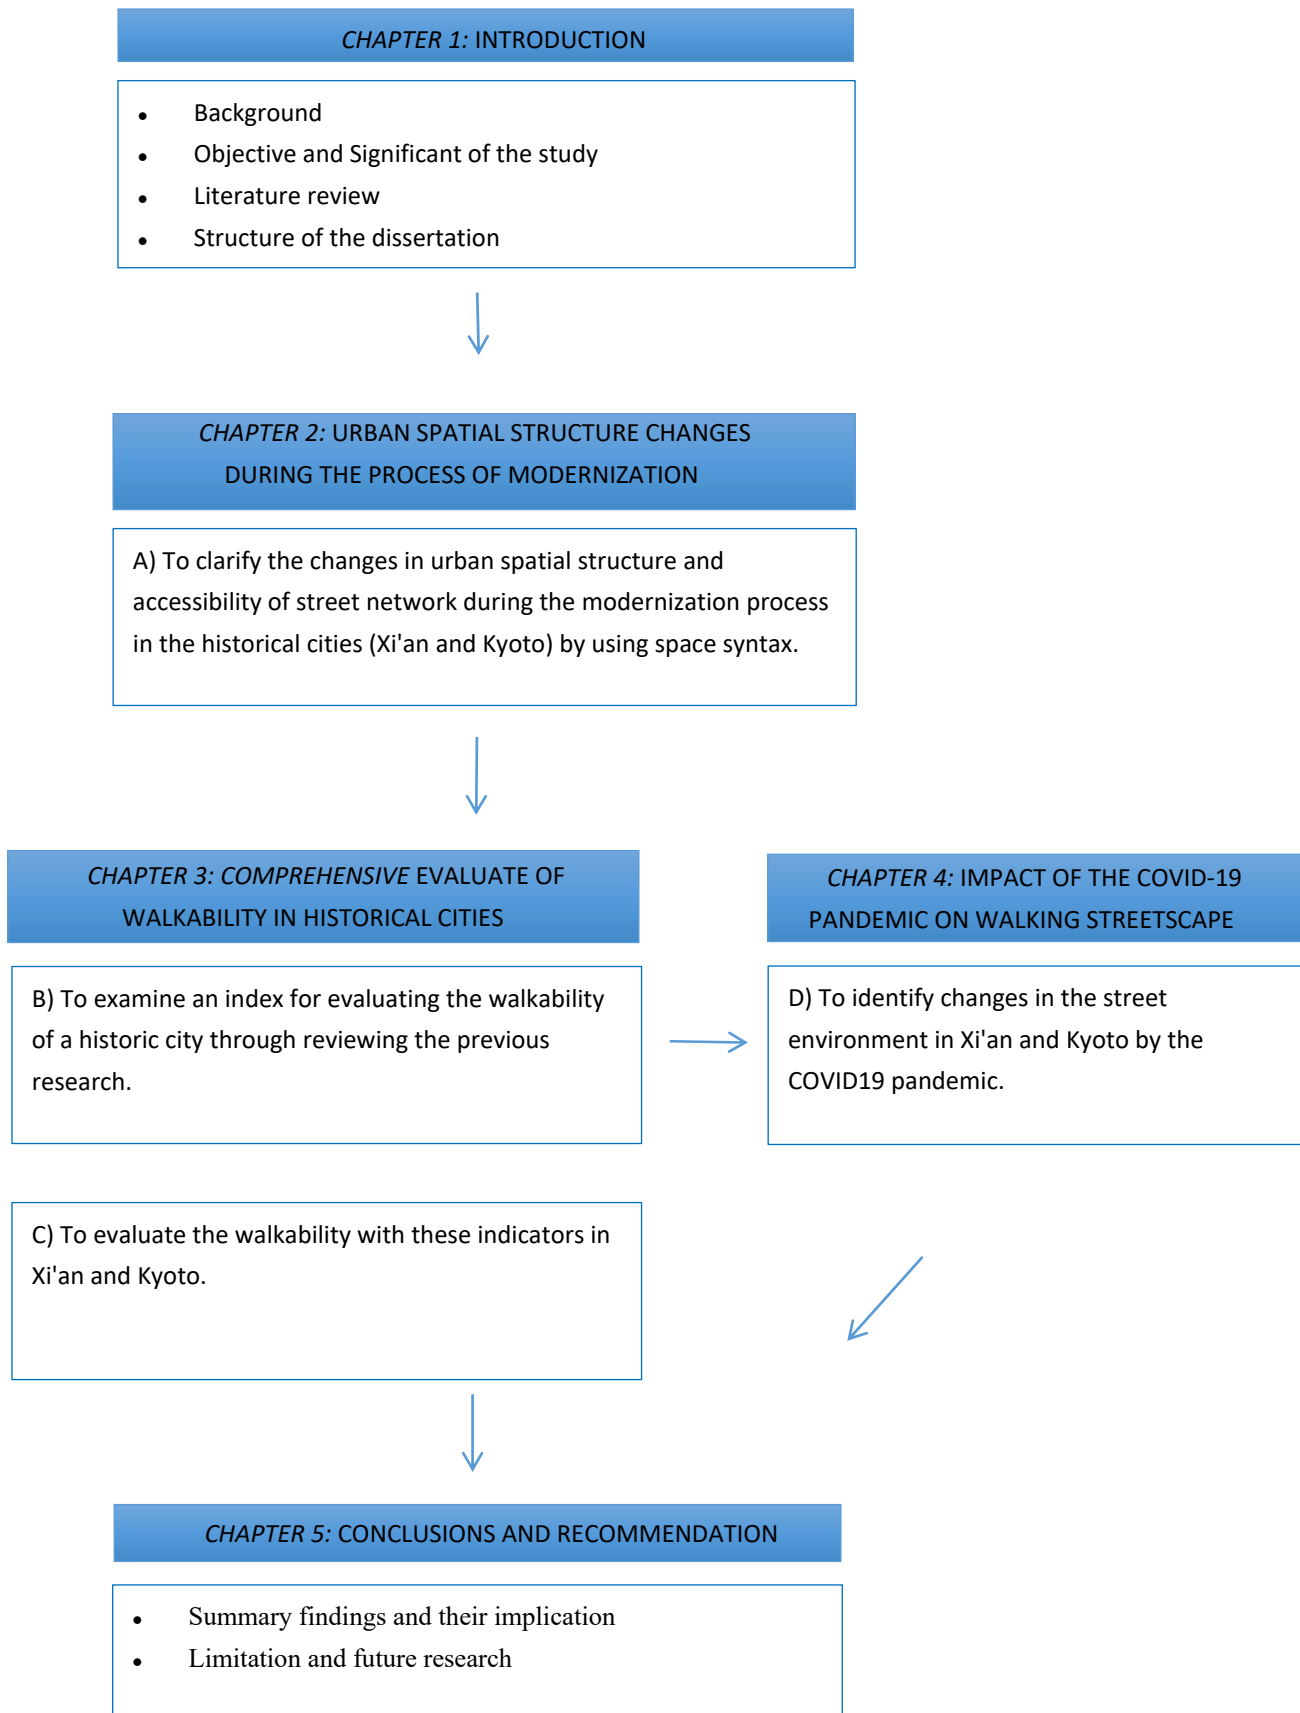 CHAPTER 1: INTRODUCTION
• Background
• Objective and Significant of the study
• Literature review
• Structure of the dissertation
CHAPTER 2: URBAN SPATIAL STRUCTURE CHANGES
DURING THE PROCESS OF MODERNIZATION
A) To clarify the changes in urban spatial structure and
accessibility of street network during the modernization process
in the historical cities (Xi'an and Kyoto) by using space syntax.
CHAPTER 3: COMPREHENSIVE EVALUATE OF
WALKABILITY IN HISTORICAL CITIES
B) To examine an index for evaluating the walkability
of a historic city through reviewing the previous
research.
C) To evaluate the walkability with these indicators in
Xi'an and Kyoto.
CHAPTER 4: IMPACT OF THE COVID-19
PANDEMIC ON WALKING STREETSCAPE
D) To identify changes in the street
environment in Xi'an and Kyoto by the
COVID19 pandemic.
CHAPTER 5: CONCLUSIONS AND RECOMMENDATION
• Summary findings and their implication
• Limitation and future research